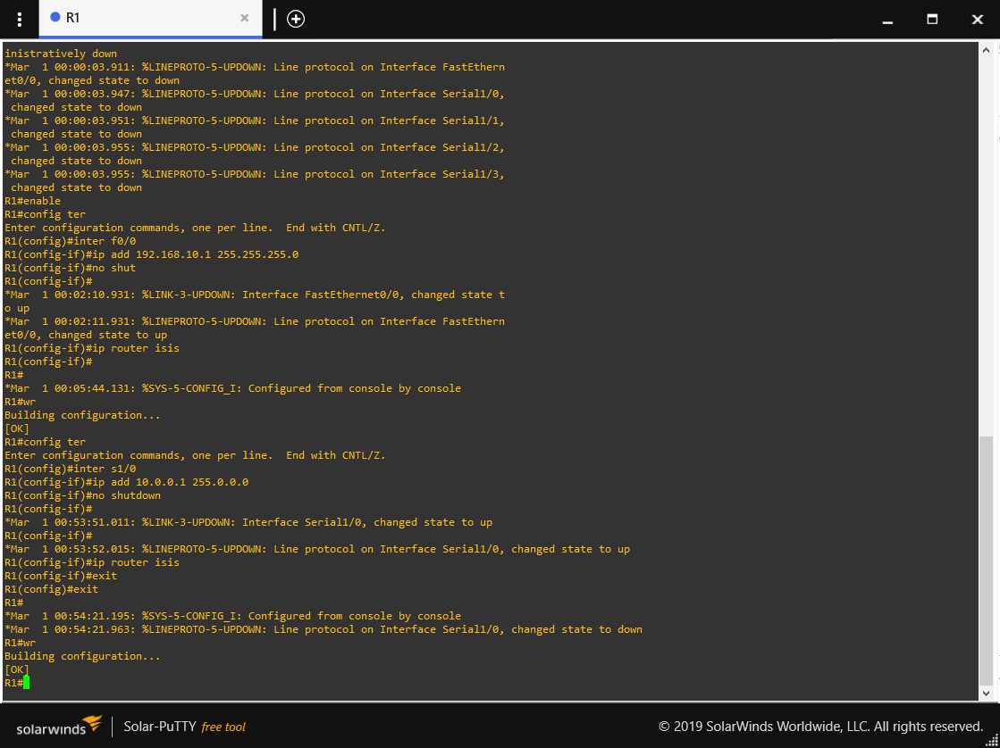 R1
inistratively down
*Mar  1 00:00:03.911: %LINEPROTO-5-UPDOWN: Line protocol on Interface FastEthern
et0/0, changed state to down
*Mar  1 00:00:03.947: %LINEPROTO-5-UPDOWN: Line protocol on Interface Serial1/0,
 changed state to down
*Mar  1 00:00:03.951: %LINEPROTO-5-UPDOWN: Line protocol on Interface Serial1/1,
 changed state to down
*Mar  1 00:00:03.955: %LINEPROTO-5-UPDOWN: Line protocol on Interface Serial1/2,
 changed state to down
*Mar  1 00:00:03.955: %LINEPROTO-5-UPDOWN: Line protocol on Interface Serial1/3,
 changed state to down
R1#enable
R1#config ter
Enter configuration commands, one per line.  End with CNTL/Z.
R1(config)#inter f0/0
R1(config-if)#ip add 192.168.10.1 255.255.255.0
R1(config-if)#no shut
R1(config-if)#
*Mar  1 00:02:10.931: %LINK-3-UPDOWN: Interface FastEthernet0/0, changed state t
o up
*Mar  1 00:02:11.931: %LINEPROTO-5-UPDOWN: Line protocol on Interface FastEthern
et0/0, changed state to up
R1(config-if)#ip router isis
R1(config-if)#
R1#
*Mar  1 00:05:44.131: %SYS-5-CONFIG_I: Configured from console by console
R1#wr
Building configuration...
[OK]
R1#config ter
Enter configuration commands, one per line.  End with CNTL/Z.
R1(config)#inter s1/0
R1(config-if)#ip add 10.0.0.1 255.0.0.0
R1(config-if)#no shutdown
R1(config-if)#
*Mar  1 00:53:51.011: %LINK-3-UPDOWN: Interface Serial1/0, changed state to up
R1(config-if)#
*Mar  1 00:53:52.015: %LINEPROTO-5-UPDOWN: Line protocol on Interface Serial1/0, changed state to up
R1(config-if)#ip router isis
R1(config-if)#exit
R1(config)#exit
R1#
*Mar  1 00:54:21.195: %SYS-5-CONFIG_I: Configured from console by console
*Mar  1 00:54:21.963: %LINEPROTO-5-UPDOWN: Line protocol on Interface Serial1/0, changed state to down
R1#wr
Building configuration...
[OK]
R1#
solarwinds Solar-PuTTY free tool © 2019 SolarWinds Worldwide, LLC. All rights reserved.